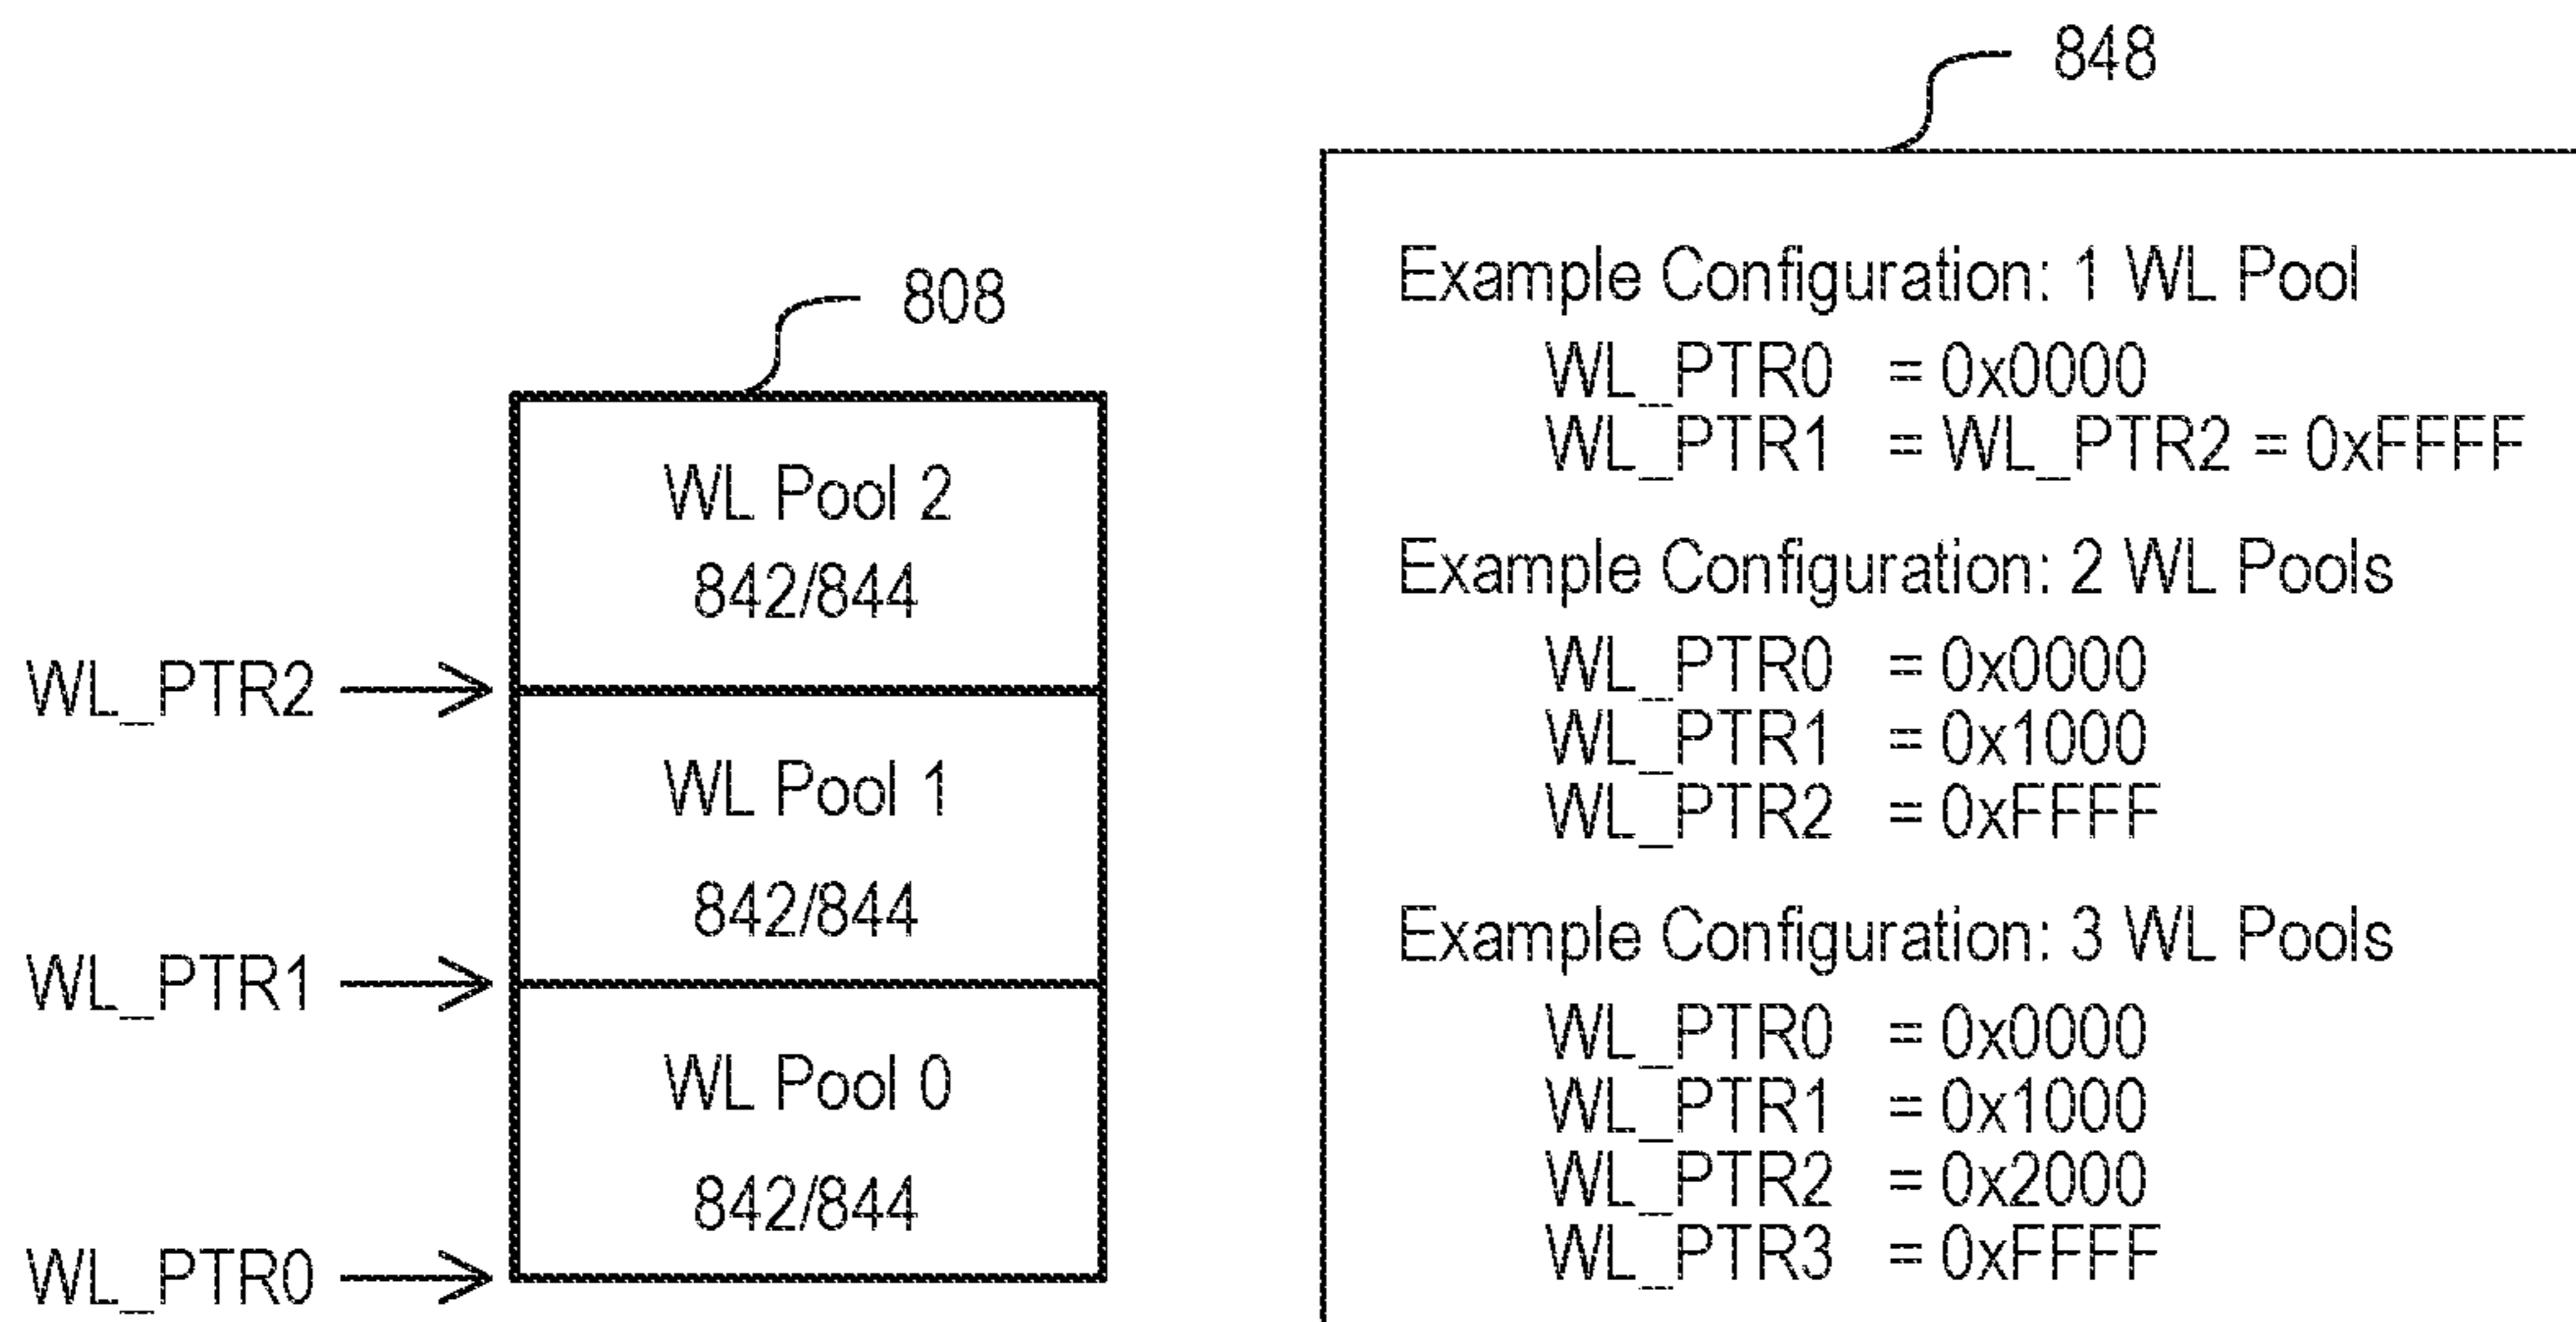 808
WL Pool 2
842/844
WL_PTR2
WL Pool 1
842/844
WL_PTR1
WL Pool 0
842/844
WL_PTR0
848
Example Configuration: 1 WL Pool
WL_PTR0 = 0x0000
WL_PTR1 = WL_PTR2 = 0xFFFF
Example Configuration: 2 WL Pools
WL_PTR0 = 0x0000
WL_PTR1 = 0x1000
WL_PTR2 = 0xFFFF
Example Configuration: 3 WL Pools
WL_PTR0 = 0x0000
WL_PTR1 = 0x1000
WL_PTR2 = 0x2000
WL_PTR3 = 0xFFFF